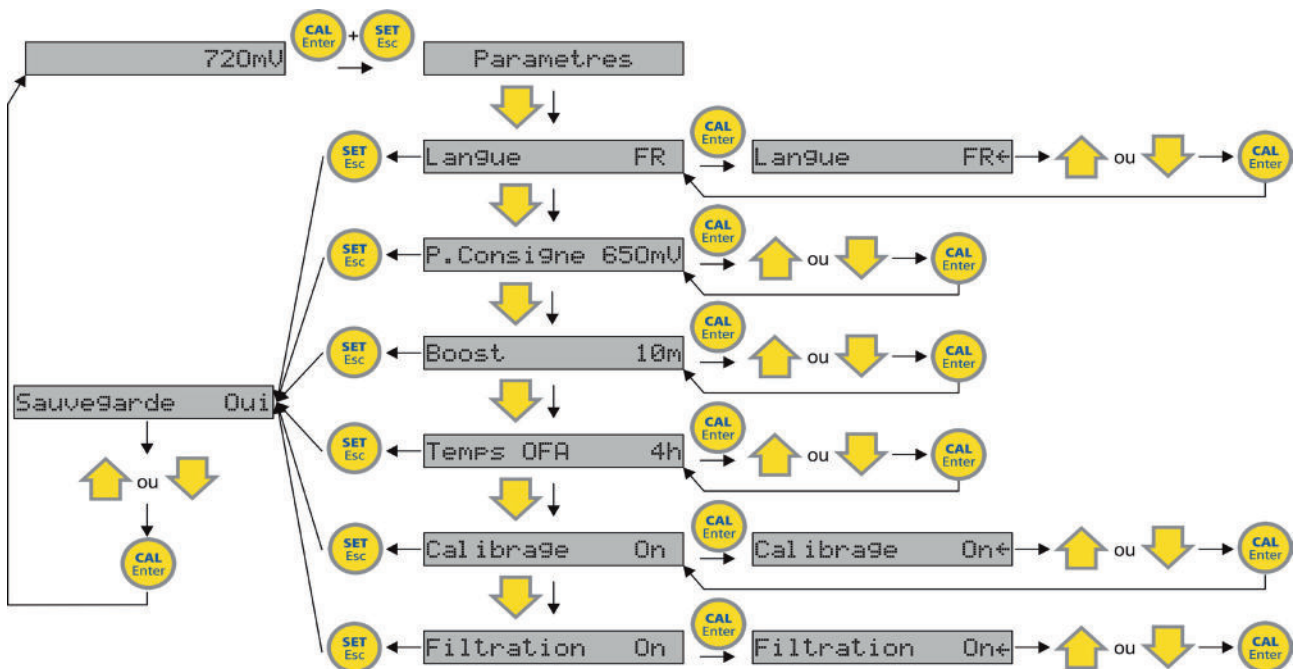 720mV
CAL Enter + SET Esc
Parametres
SET Esc
Langue FR
CAL Enter
Langue FR←
ou
CAL Enter
SET Esc
P.Consigne 650mV
CAL Enter
ou
CAL Enter
SET Esc
Boost 10m
CAL Enter
ou
CAL Enter
Sauvegarde Oui
ou
CAL Enter
SET Esc
Temps OFA 4h
CAL Enter
ou
CAL Enter
SET Esc
Calibrage On
CAL Enter
Calibrage On←
ou
CAL Enter
SET Esc
Filtration On
CAL Enter
Filtration On←
ou
CAL Enter